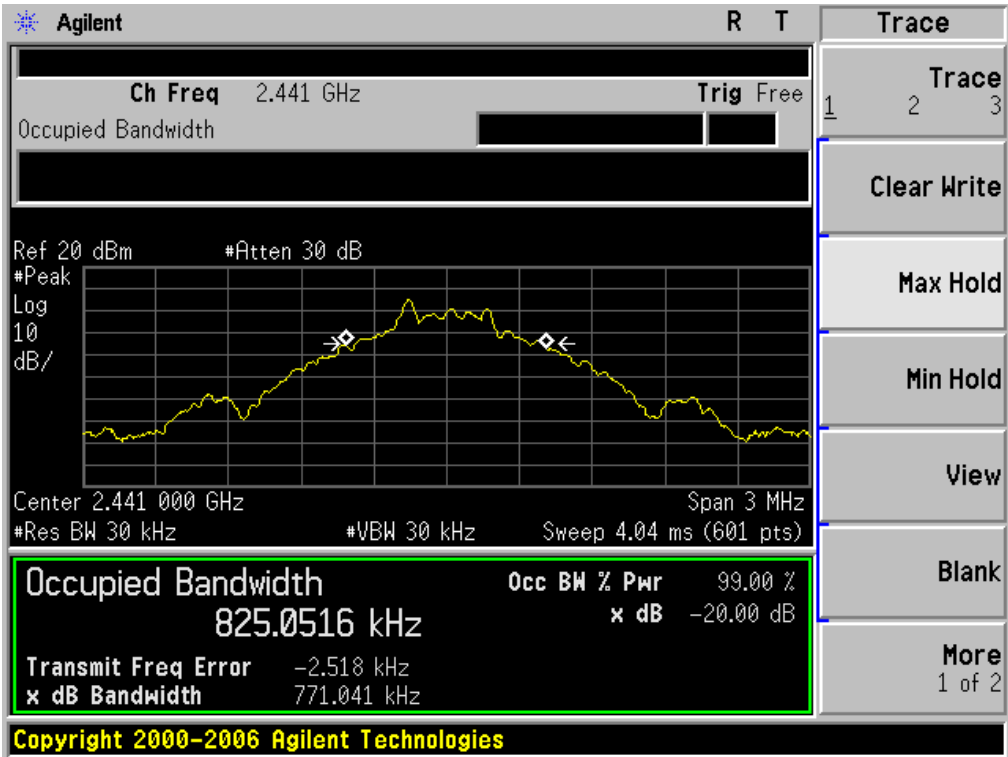 Agilent R T Trace
Ch Freq 2.441 GHz Trig Free
Occupied Bandwidth
Trace
1 2 3
Clear Write
Max Hold
Min Hold
View
Blank
More
1 of 2
Ref 20 dBm #Atten 30 dB
#Peak
Log
10
dB/
Center 2.441 000 GHz Span 3 MHz
#Res BW 30 kHz #VBW 30 kHz Sweep 4.04 ms (601 pts)
Occupied Bandwidth Occ BW % Pwr 99.00 %
825.0516 kHz x dB -20.00 dB
Transmit Freq Error -2.518 kHz
x dB Bandwidth 771.041 kHz
Copyright 2000-2006 Agilent Technologies